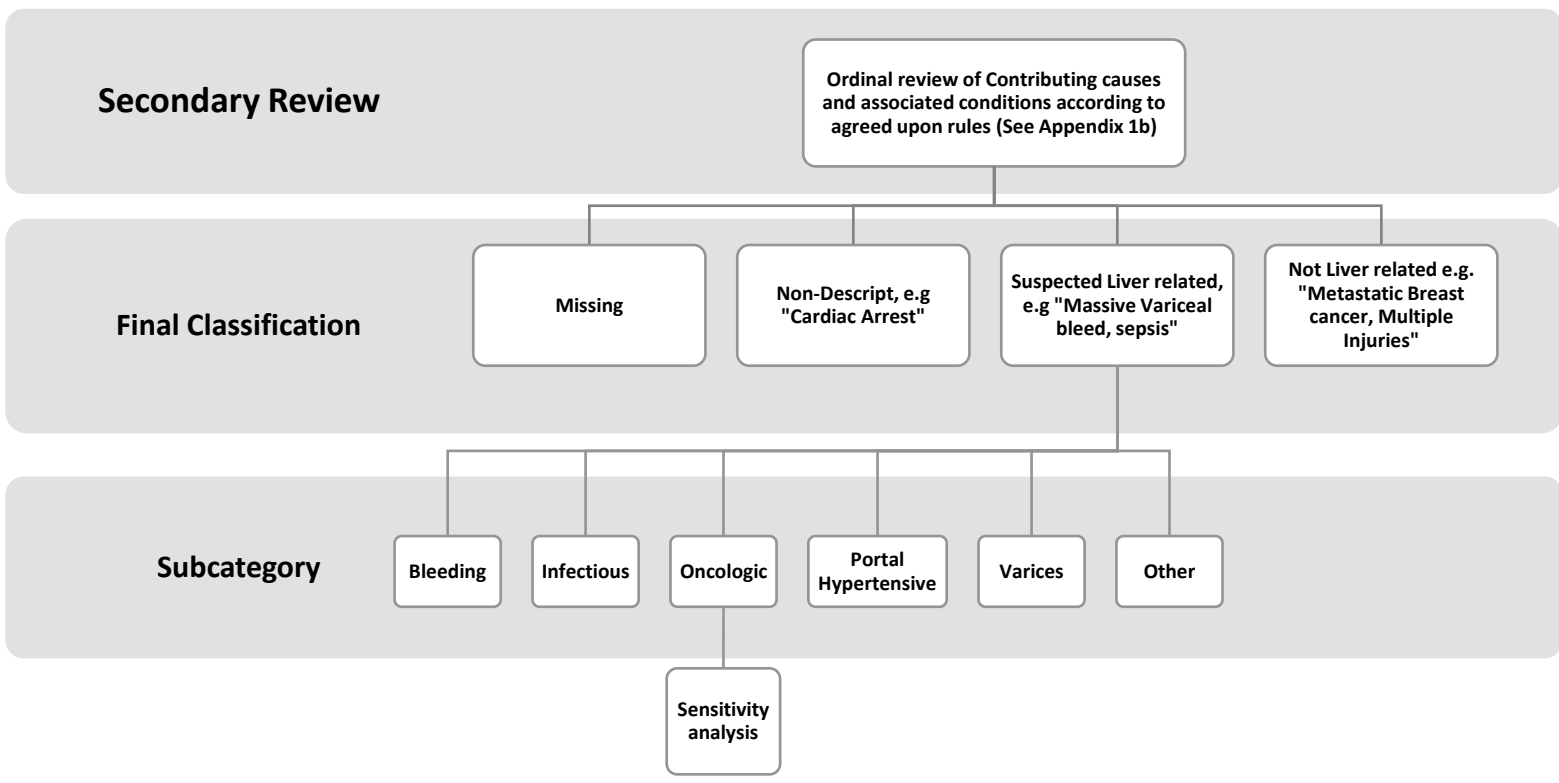 Secondary Review
Ordinal review of Contributing causes
and associated conditions according to
agreed upon rules (See Appendix 1b)
Final Classification
Missing
Non-Descript, e.g
"Cardiac Arrest"
Suspected Liver related,
e.g "Massive Variceal
bleed, sepsis"
Not Liver related e.g.
"Metastatic Breast
cancer, Multiple
Injuries"
Subcategory
Bleeding
Infectious
Oncologic
Portal
Hypertensive
Varices
Other
Sensitivity
analysis